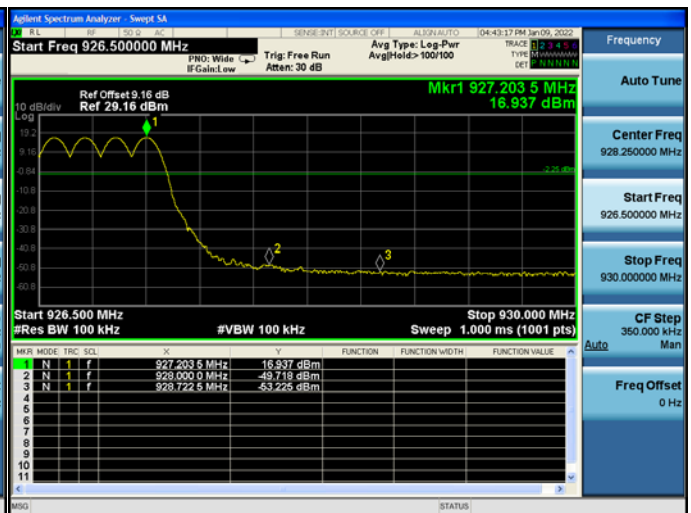 Agilent Spectrum Analyzer - Swept SA
RL RF 50 Ω AC SENSE:INT SOURCE OFF ALIGN AUTO 04:43:17 PM Jan 09, 2022
Start Freq 926.500000 MHz
PNO: Wide
IFGain:Low
Trig: Free Run
Atten: 30 dB
Avg Type: Log-Pwr
Avg|Hold:> 100/100
TRACE 1 2 3 4 5 6
TYPE
DET P N N N N N
Ref Offset 9.16 dB
10 dB/div Ref 29.16 dBm
Log
Mkr1 927.203 5 MHz
16.937 dBm
19.2
9.16
-0.84
-10.8
-20.8
-30.8
-40.8
-50.8
-60.8
1
2
3
-2.25 dBm
Start 926.500 MHz Stop 930.000 MHz
#Res BW 100 kHz #VBW 100 kHz Sweep 1.000 ms (1001 pts)
MKR MODE TRC SCL X Y FUNCTION FUNCTION WIDTH FUNCTION VALUE
1 N 1 f 927.203 5 MHz 16.937 dBm
2 N 1 f 928.000 0 MHz -49.718 dBm
3 N 1 f 928.722 5 MHz -53.225 dBm
4
5
6
7
8
9
10
11
MSG STATUS
Frequency
Auto Tune
Center Freq
928.250000 MHz
Start Freq
926.500000 MHz
Stop Freq
930.000000 MHz
CF Step
350.000 kHz
Auto Man
Freq Offset
0 Hz